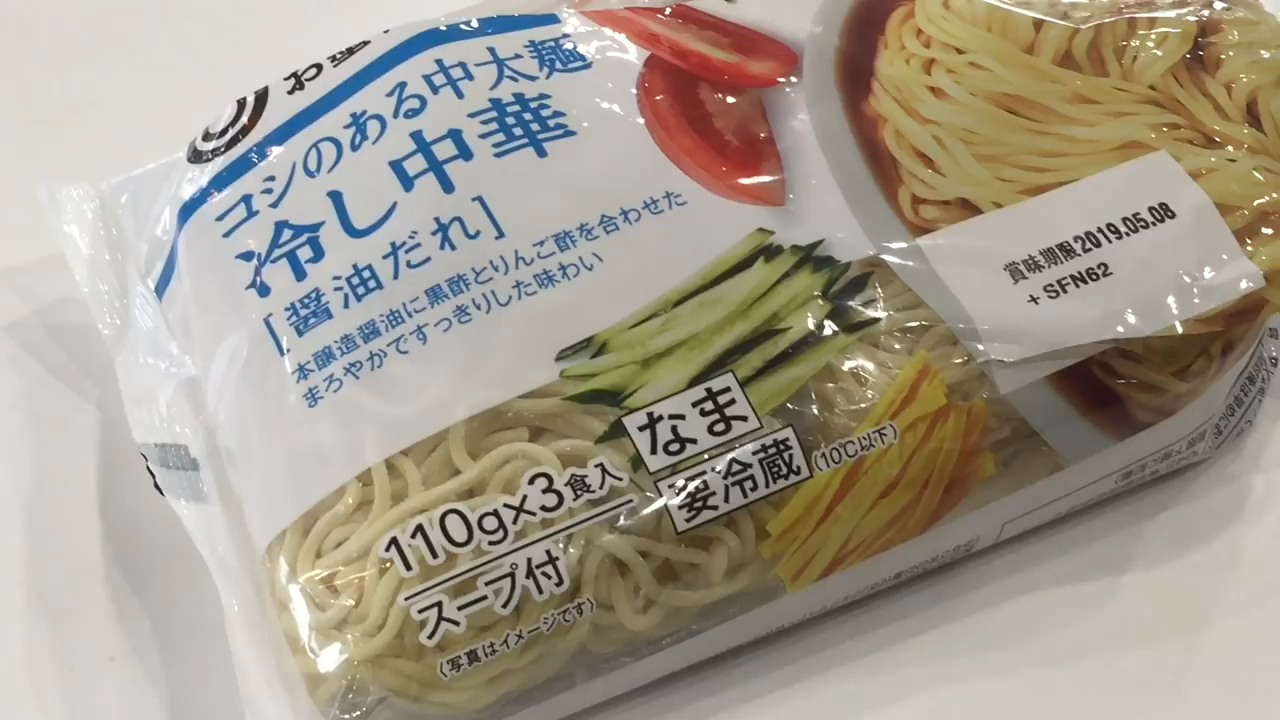 コシのある中太麺
冷し中華
[醤油だれ]
本醸造醤油に黒酢とりんご酢を合わせた
まろやかですっきりした味わい
賞味期限2019.05.08
+SFN62
なま
要冷蔵(10℃以下)
110g×3食入
スープ付
〈写真はイメージです〉